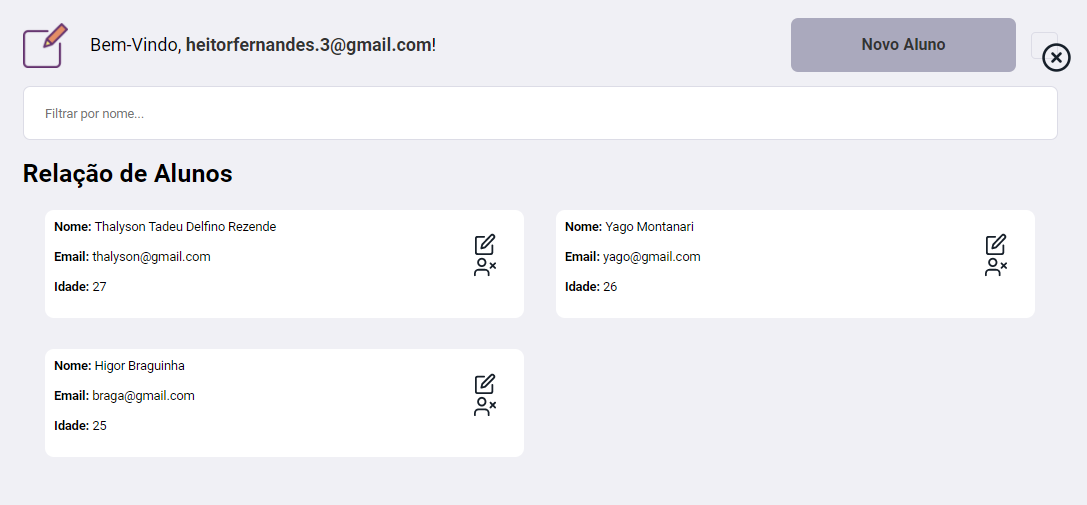 Bem-Vindo, heitorfernandes.3@gmail.com!
Novo Aluno
Filtrar por nome...
Relação de Alunos
Nome: Thalyson Tadeu Delfino Rezende
Email: thalyson@gmail.com
Idade: 27
Nome: Yago Montanari
Email: yago@gmail.com
Idade: 26
Nome: Higor Braguinha
Email: braga@gmail.com
Idade: 25